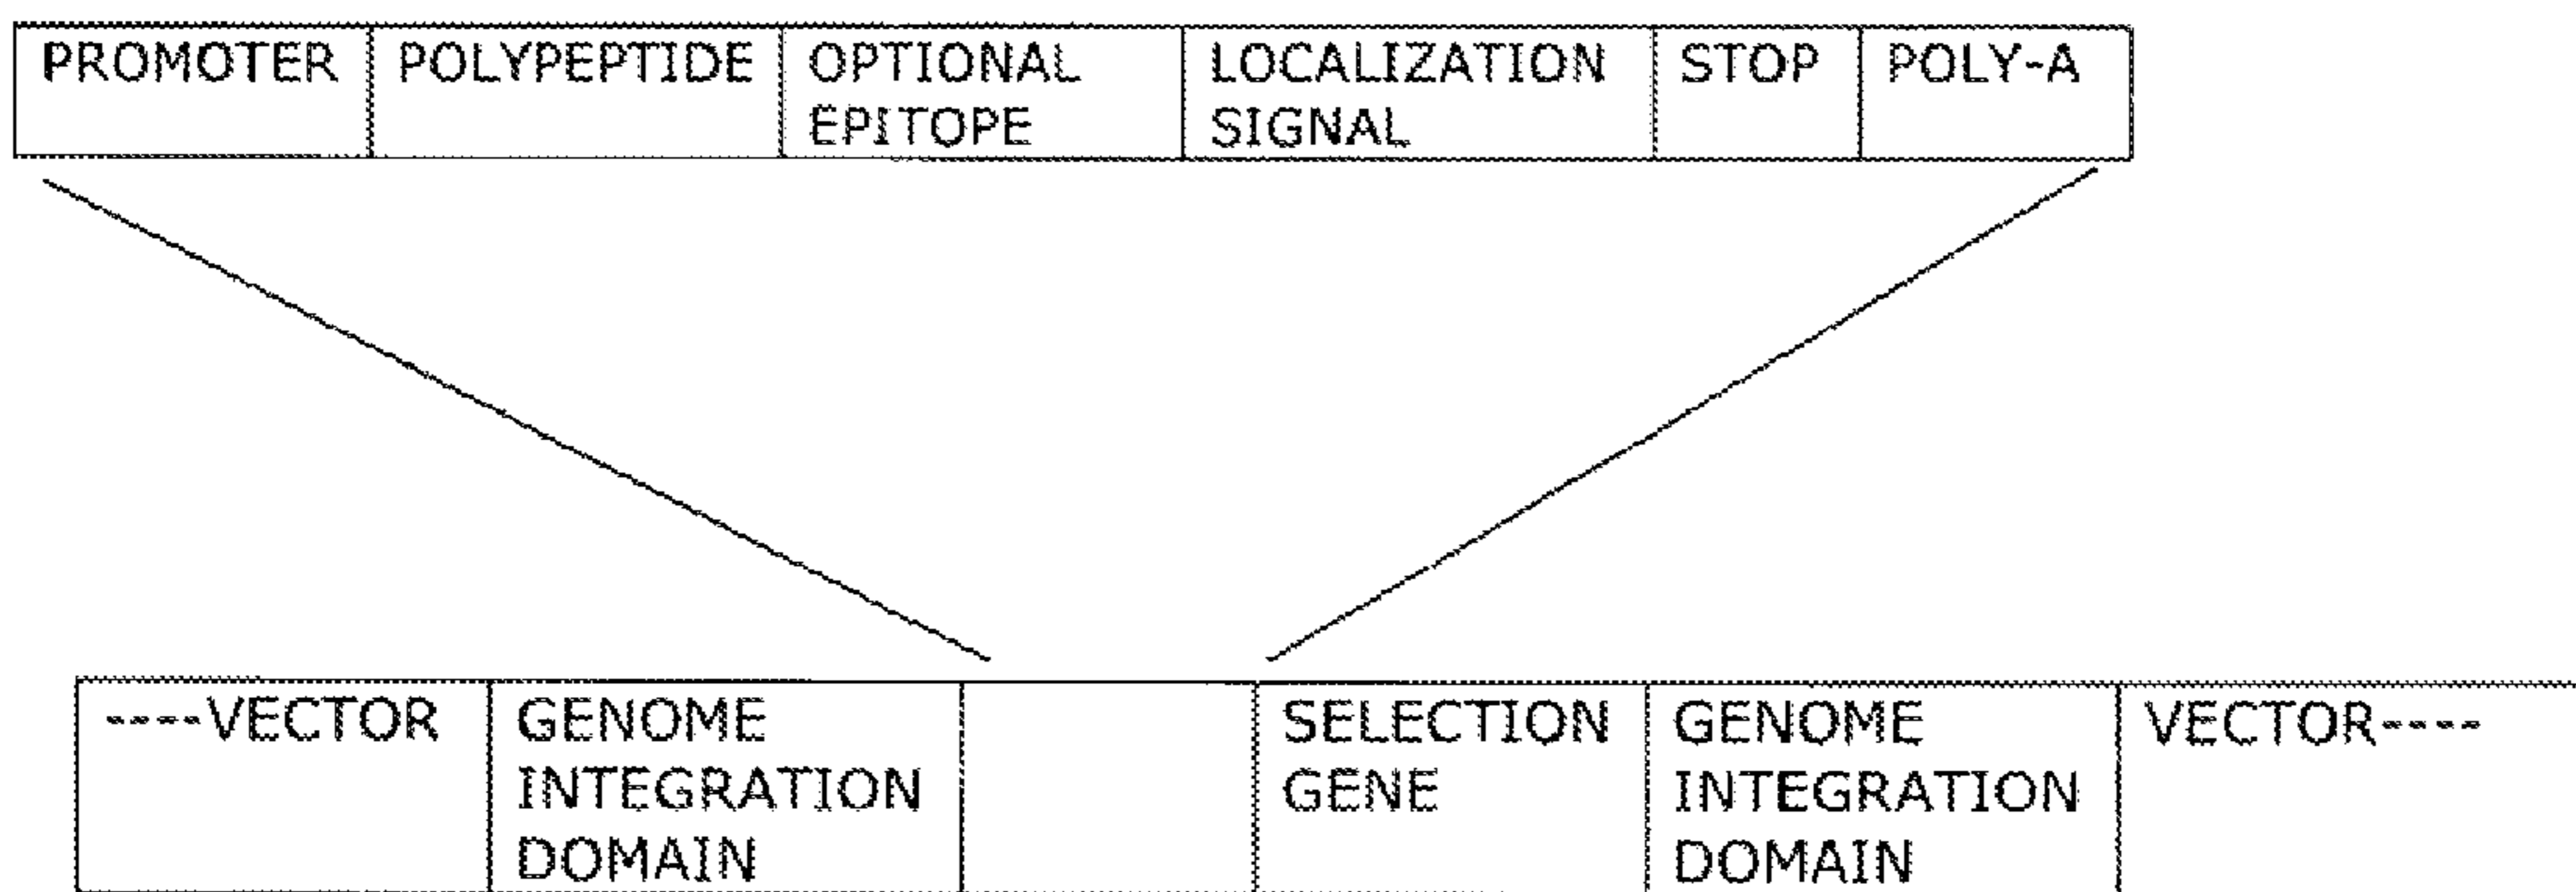 PROMOTER POLYPEPTIDE OPTIONAL LOCALIZATION STOP POLY-A
EPITOPE SIGNAL
----VECTOR GENOME SELECTION GENOME VECTOR----
INTEGRATION GENE INTEGRATION
DOMAIN DOMAIN